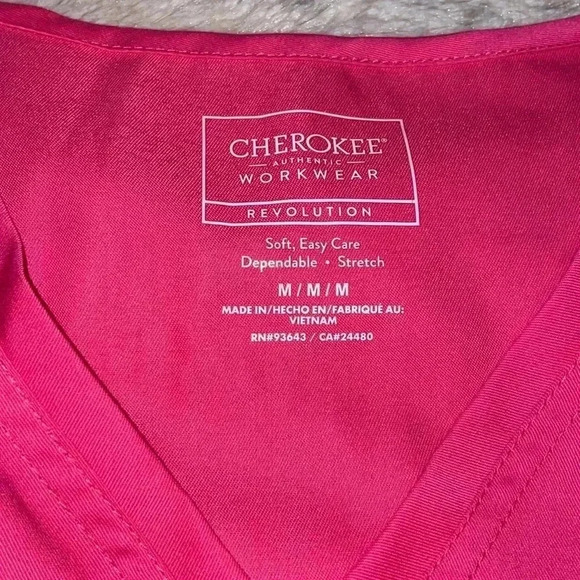 CHEROKEE®
AUTHENTIC
WORKWEAR
REVOLUTION
Soft, Easy Care
Dependable • Stretch
M / M / M
MADE IN/HECHO EN/FABRIQUÉ AU:
VIETNAM
RN#93643 / CA#24480